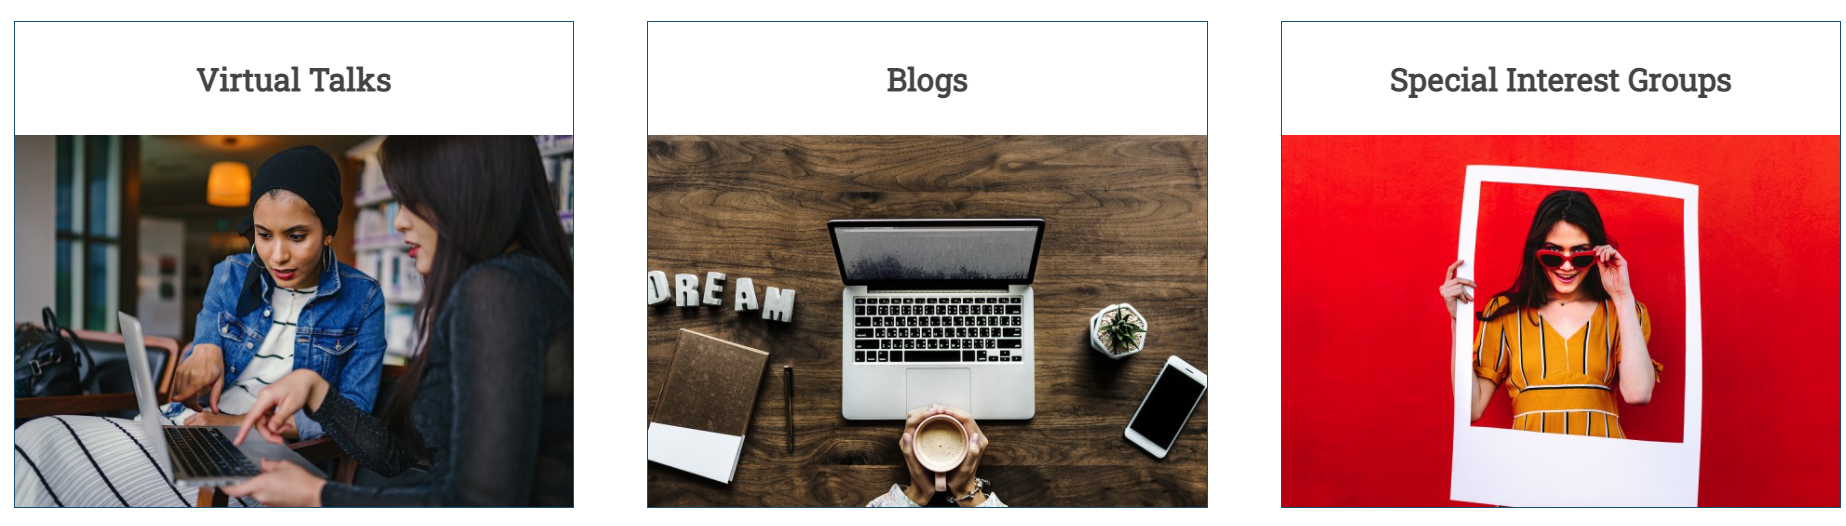 Virtual Talks
Blogs
Special Interest Groups
DREAM